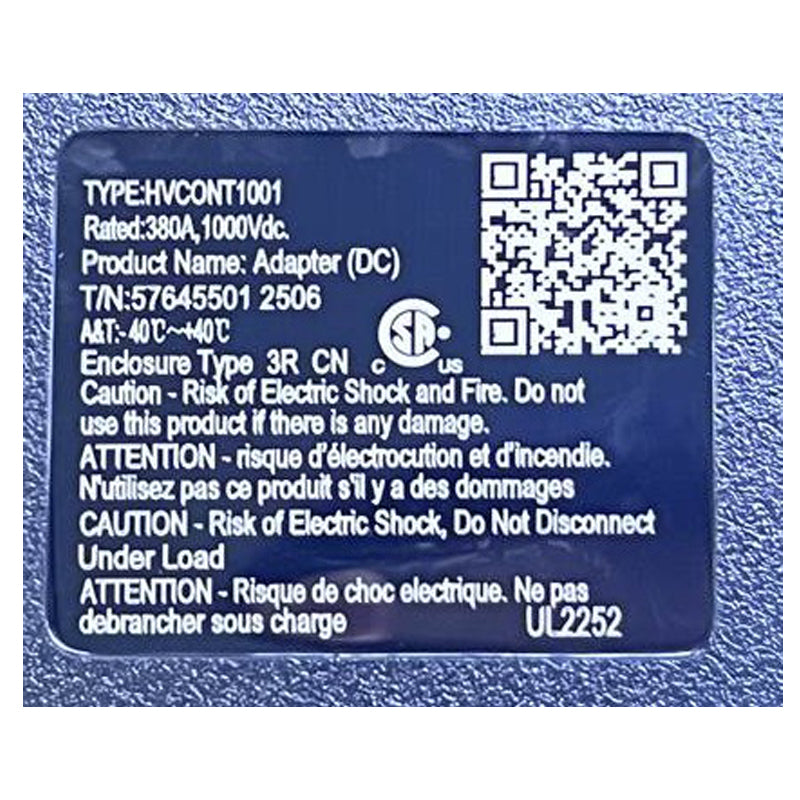 TYPE:HVCONT1001
Rated:380A,1000Vdc.
Product Name: Adapter (DC)
T/N:57645501 2506
A&T:-40℃~+40℃
Enclosure Type 3R CN
C SA US
Caution - Risk of Electric Shock and Fire. Do not
use this product if there is any damage.
ATTENTION - risque d'électrocution et d'incendie.
N'utilisez pas ce produit s'il y a des dommages
CAUTION - Risk of Electric Shock, Do Not Disconnect
Under Load
ATTENTION - Risque de choc electrique. Ne pas
debrancher sous charge
UL2252